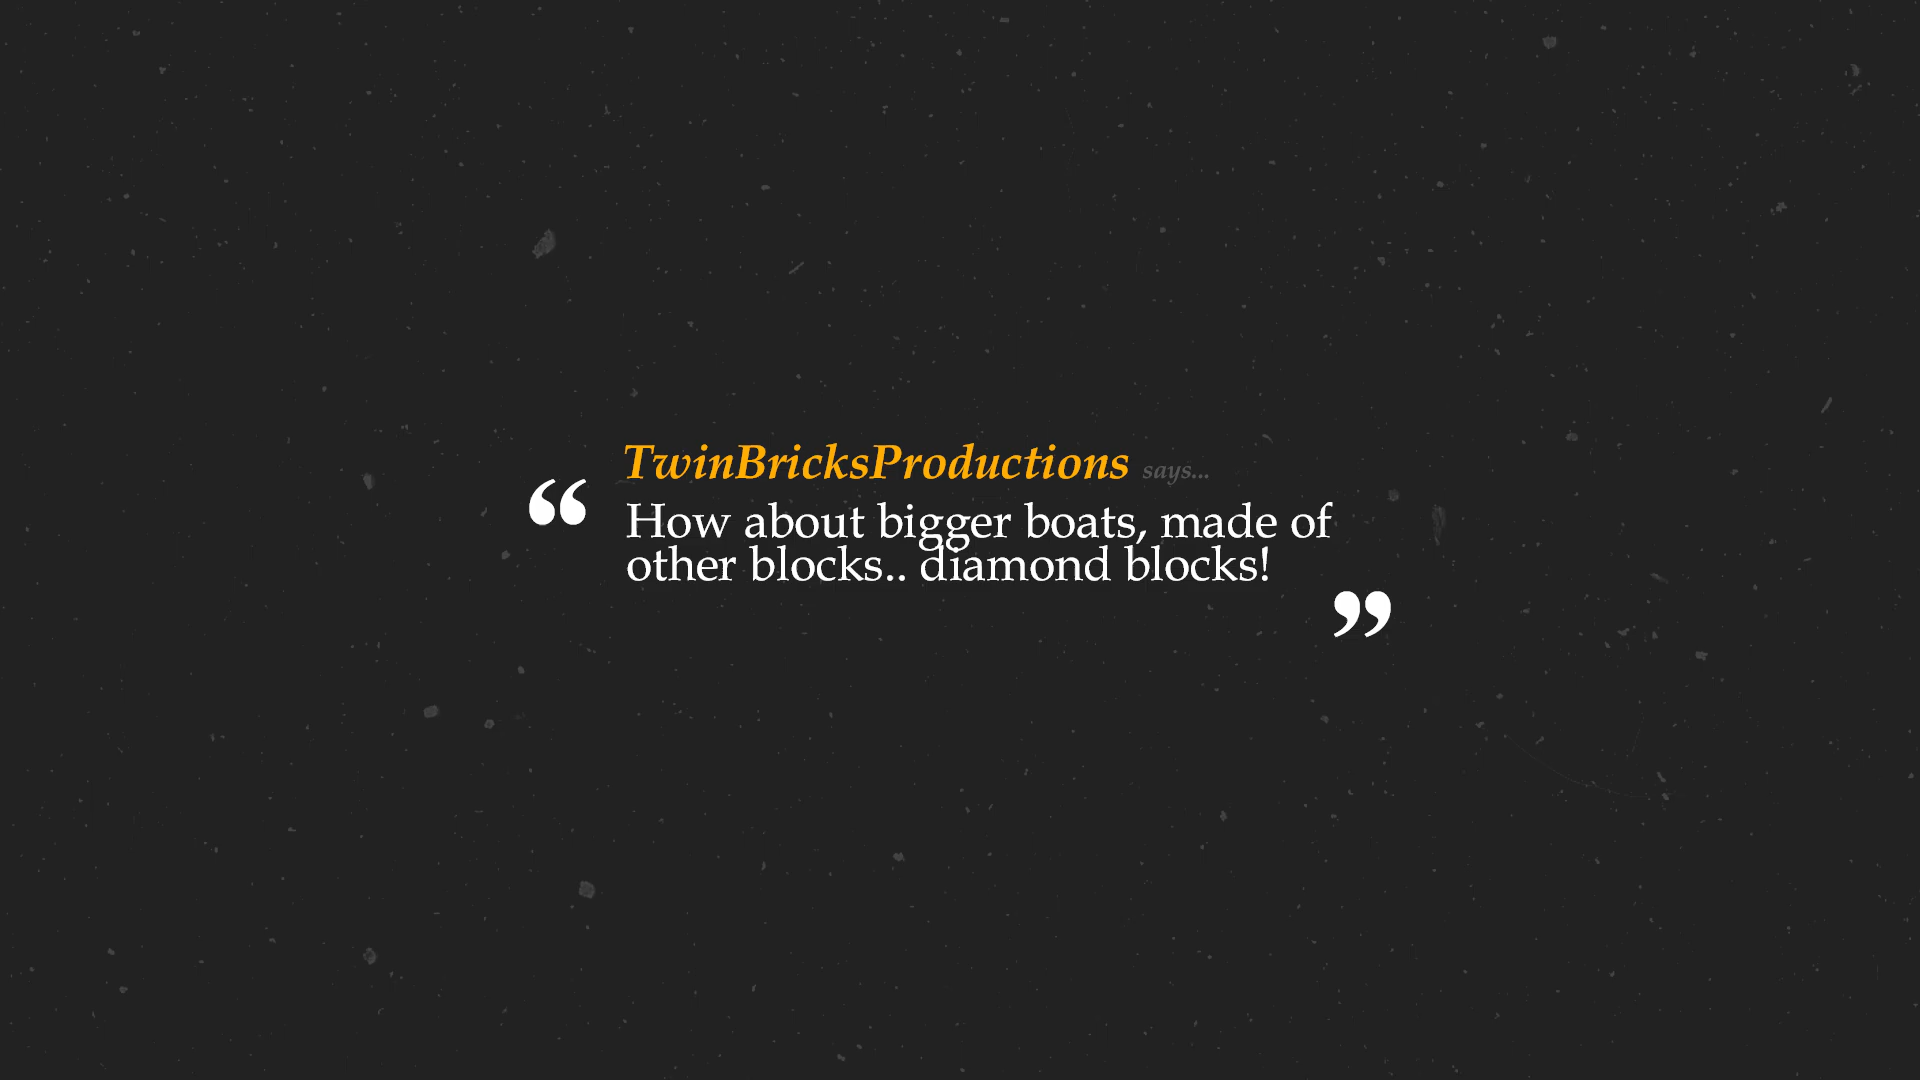 TwinBricksProductions says...
“How about bigger boats, made of
other blocks.. diamond blocks!”